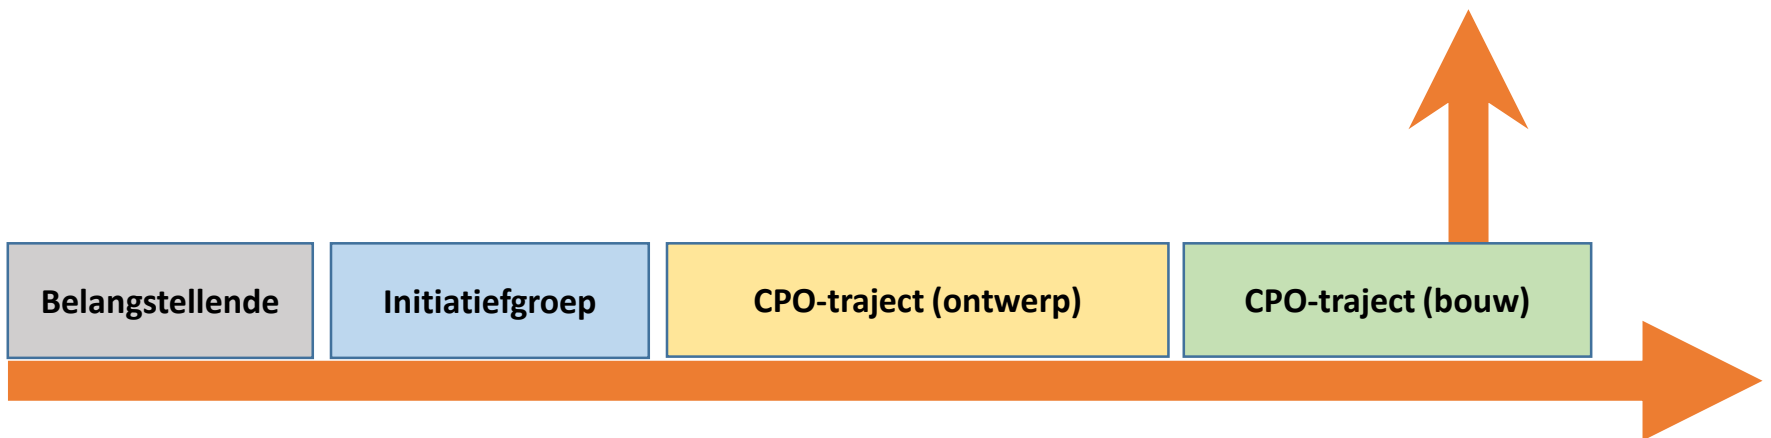 Belangstellende
Initiatiefgroep
CPO-traject (ontwerp)
CPO-traject (bouw)